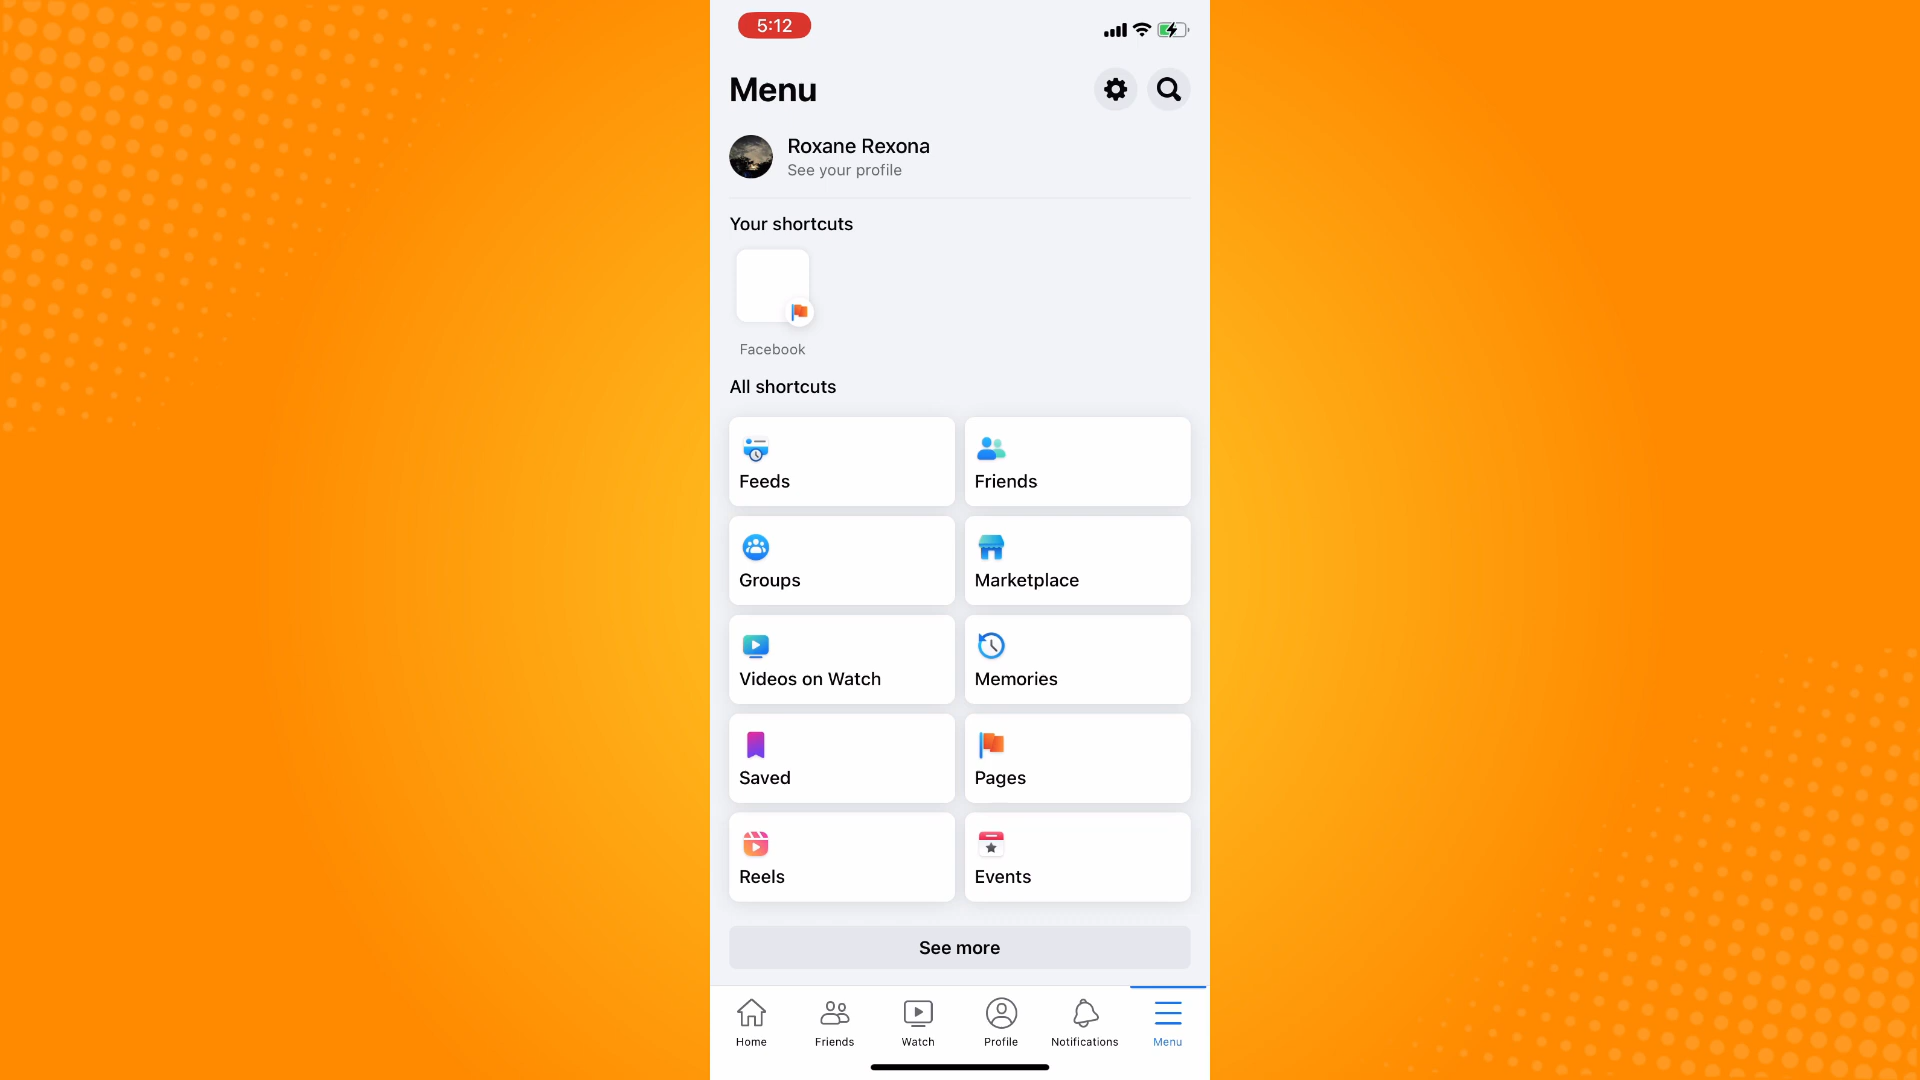 5:12
Menu
Roxane Rexona
See your profile
Your shortcuts
Facebook
All shortcuts
Feeds
Friends
Groups
Marketplace
Videos on Watch
Memories
Saved
Pages
Reels
Events
See more
Home
Friends
Watch
Profile
Notifications
Menu